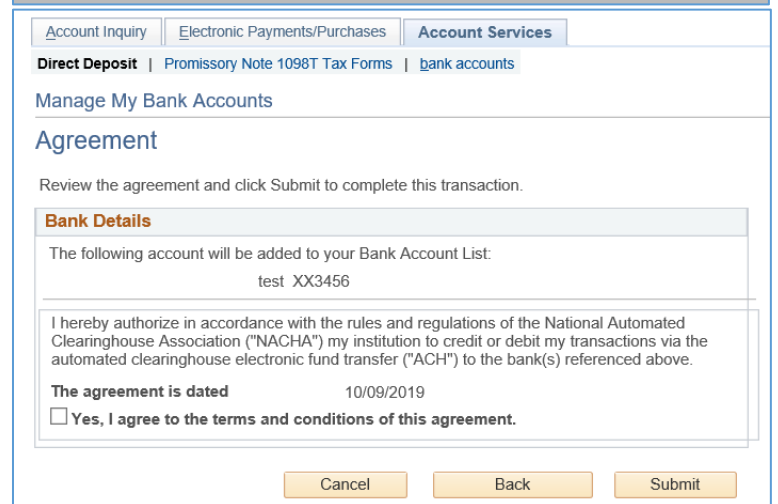 Account Inquiry Electronic Payments/Purchases Account Services
Direct Deposit | Promissory Note 1098T Tax Forms | bank accounts
Manage My Bank Accounts
Agreement
Review the agreement and click Submit to complete this transaction.
Bank Details
The following account will be added to your Bank Account List:
test XX3456
I hereby authorize in accordance with the rules and regulations of the National Automated
Clearinghouse Association ("NACHA") my institution to credit or debit my transactions via the
automated clearinghouse electronic fund transfer ("ACH") to the bank(s) referenced above.
The agreement is dated 10/09/2019
Yes, I agree to the terms and conditions of this agreement.
Cancel Back Submit